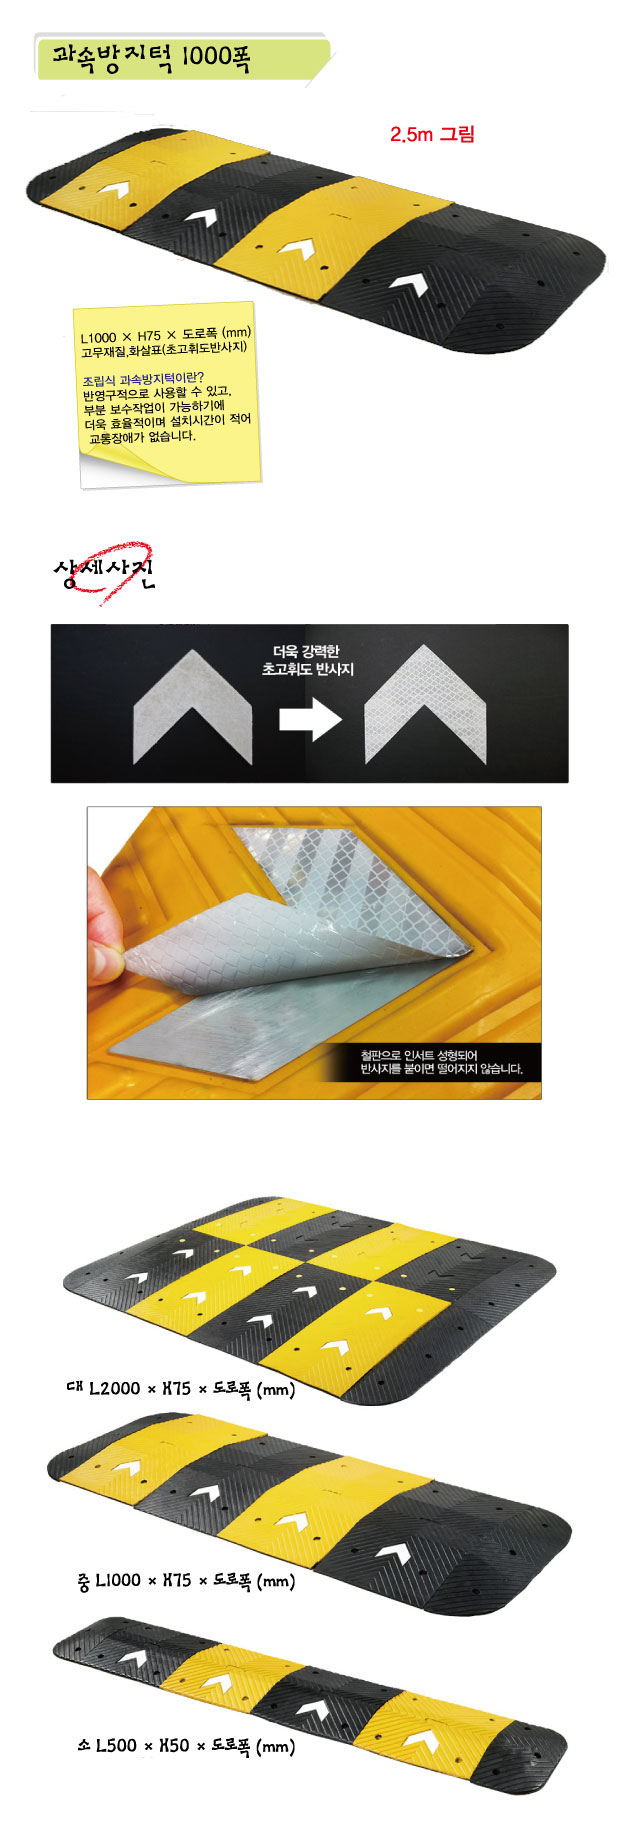 과속방지턱 1000폭
2.5m 그림
L1000 × H75 × 도로폭 (mm)
고무재질,화살표(초고휘도반사지)
조립식 과속방지턱이란?
반영구적으로 사용할 수 있고,
부분 보수작업이 가능하기에
더욱 효율적이며 설치시간이 적어
교통장애가 없습니다.
상세사진
더욱 강력한
초고휘도 반사지
철판으로 인서트 성형되어
반사지를 붙이면 떨어지지 않습니다.
대 L2000 × H75 × 도로폭 (mm)
중 L1000 × H75 × 도로폭 (mm)
소 L500 × H50 × 도로폭 (mm)